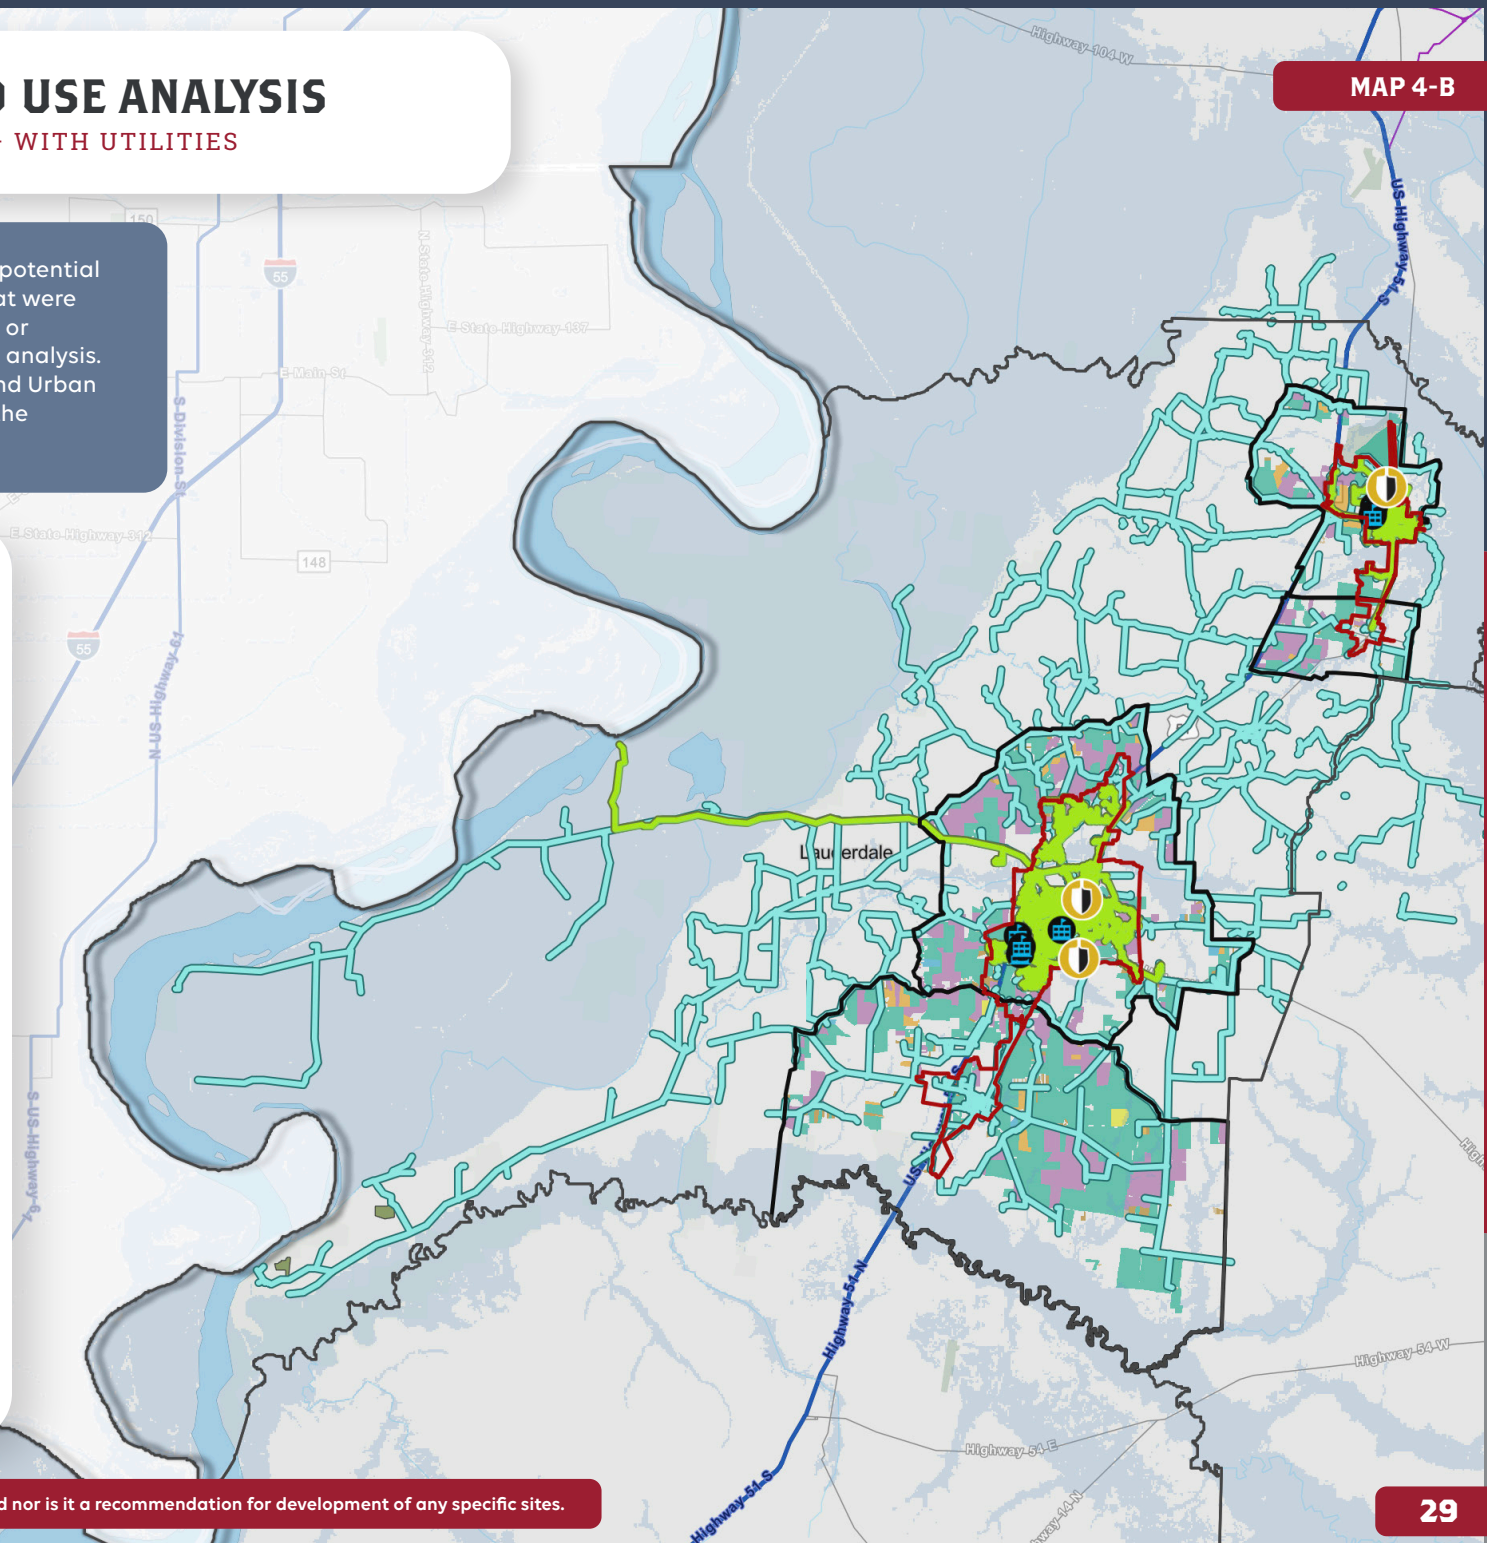 USE ANALYSIS
WITH UTILITIES
MAP 4-B
potential
at were
or
analysis.
nd Urban
he
Highway-104-W
US-Highway-51-S
150
55
N-State-Highway-312
E-State-Highway-137
E-Main-St
S-Division-St
E-State-Highway-312
148
55
N-US-Highway-61
S-US-Highway-61
Lauderdale
Highway-51-N
Highway-54-W
Highway-54-E
Highway-51-S
d nor is it a recommendation for development of any specific sites.
29